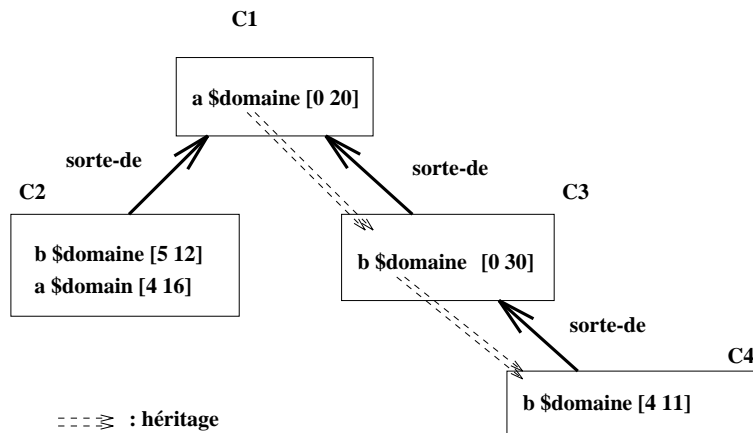 C1
a $domaine [0 20]
sorte-de
sorte-de
C2
C3
b $domaine [5 12]
a $domain [4 16]
b $domaine [0 30]
sorte-de
C4
b $domaine [4 11]
: héritage